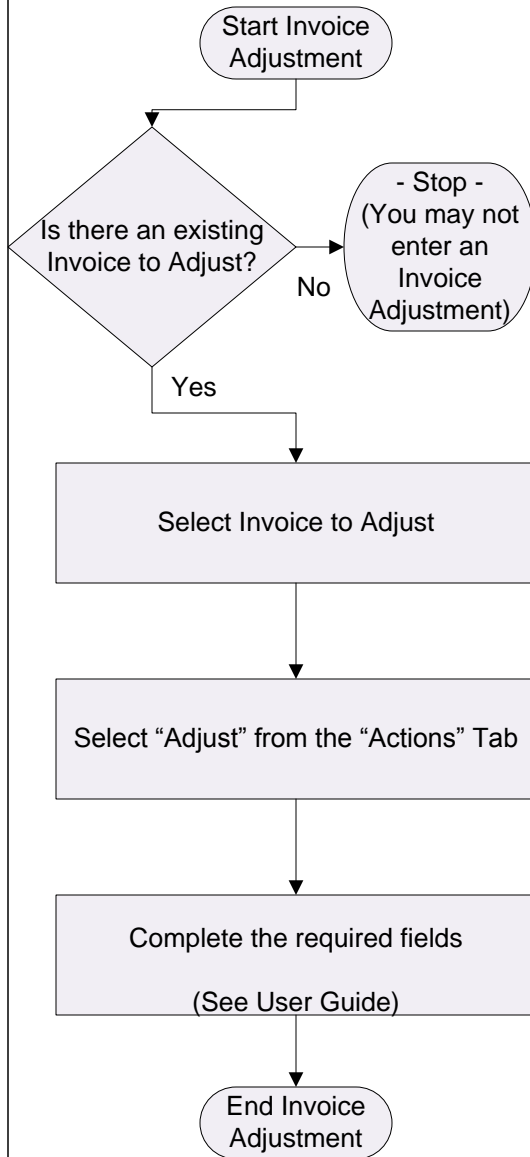 Start Invoice
Adjustment
Is there an existing
Invoice to Adjust?
No
- Stop -
(You may not
enter an
Invoice
Adjustment)
Yes
Select Invoice to Adjust
Select “Adjust” from the “Actions” Tab
Complete the required fields
(See User Guide)
End Invoice
Adjustment